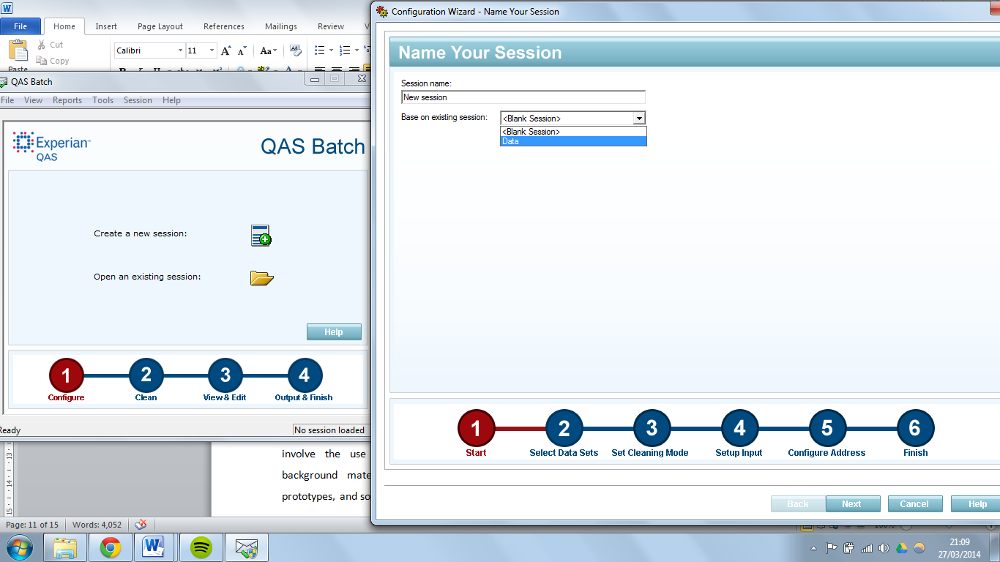 File Home Insert Page Layout References Mailings Review V
Cut
Copy
Paste
Calibri 11
QAS Batch
File View Reports Tools Session Help
Experian™
QAS
QAS Batch
Create a new session:
Open an existing session:
Help
1 2 3 4
Configure Clean View & Edit Output & Finish
Ready
No session loaded
involve the use
background mate
prototypes, and so
Page: 11 of 15 Words: 4,052
Configuration Wizard - Name Your Session
Name Your Session
Session name:
New session
Base on existing session: <Blank Session>
<Blank Session>
Data
1 2 3 4 5 6
Start Select Data Sets Set Cleaning Mode Setup Input Configure Address Finish
Back Next Cancel Help
100%
21:09
27/03/2014